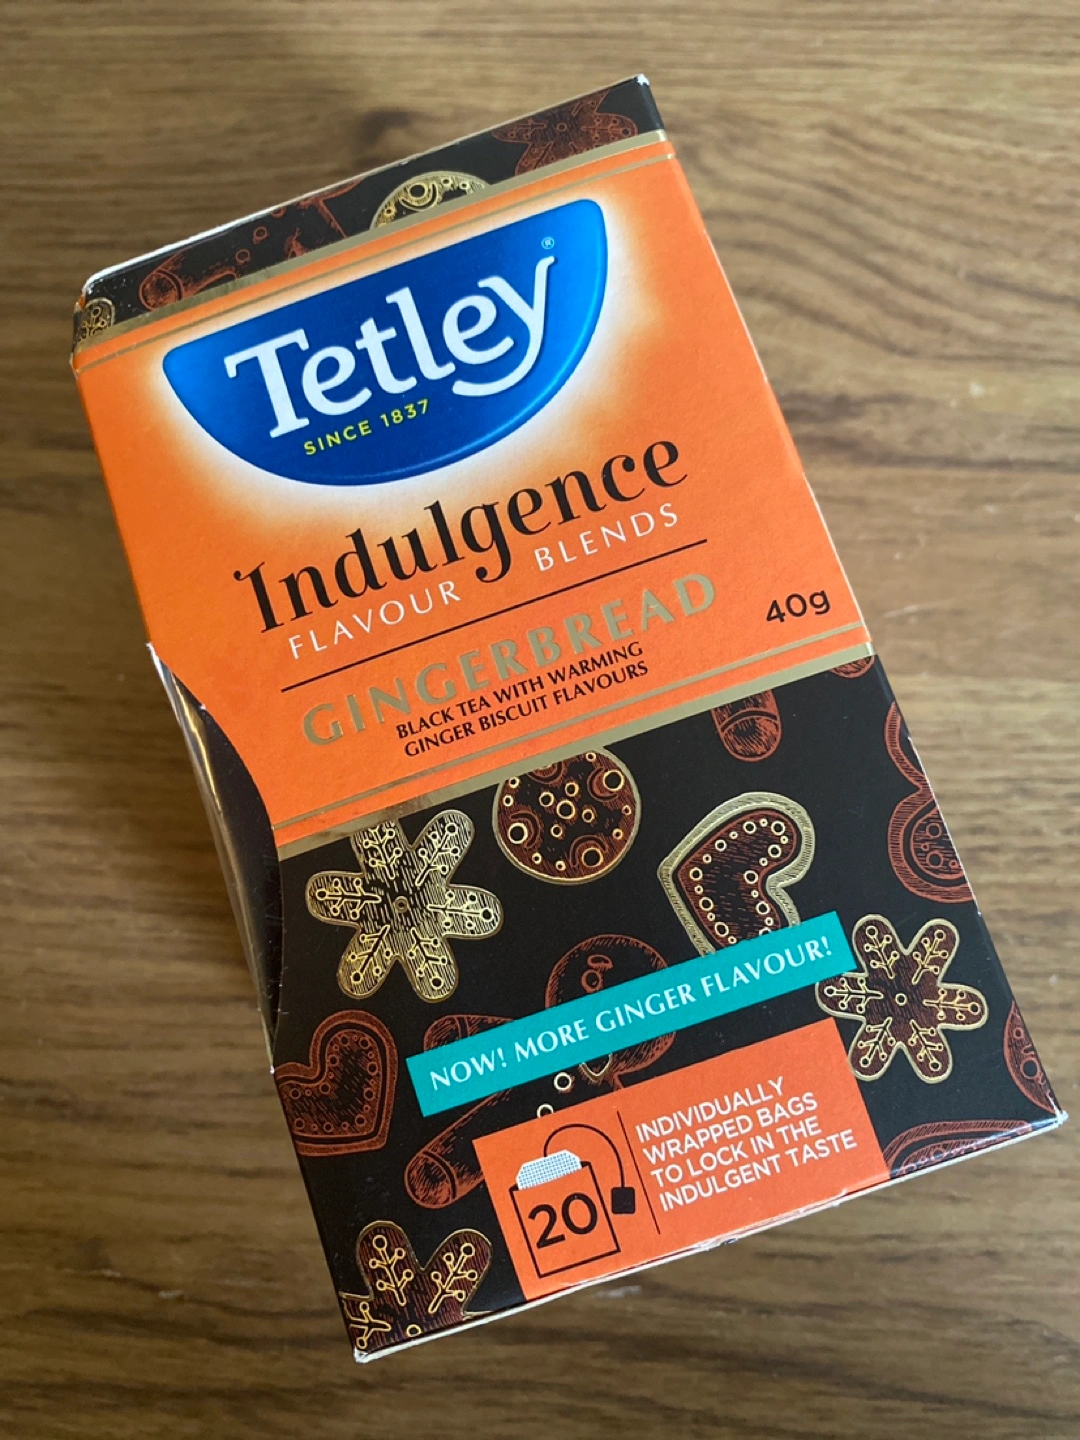 Tetley®
SINCE 1837
Indulgence
FLAVOUR BLENDS
GINGERBREAD
40g
BLACK TEA WITH WARMING
GINGER BISCUIT FLAVOURS
NOW! MORE GINGER FLAVOUR!
20
INDIVIDUALLY
WRAPPED BAGS
TO LOCK IN THE
INDULGENT TASTE